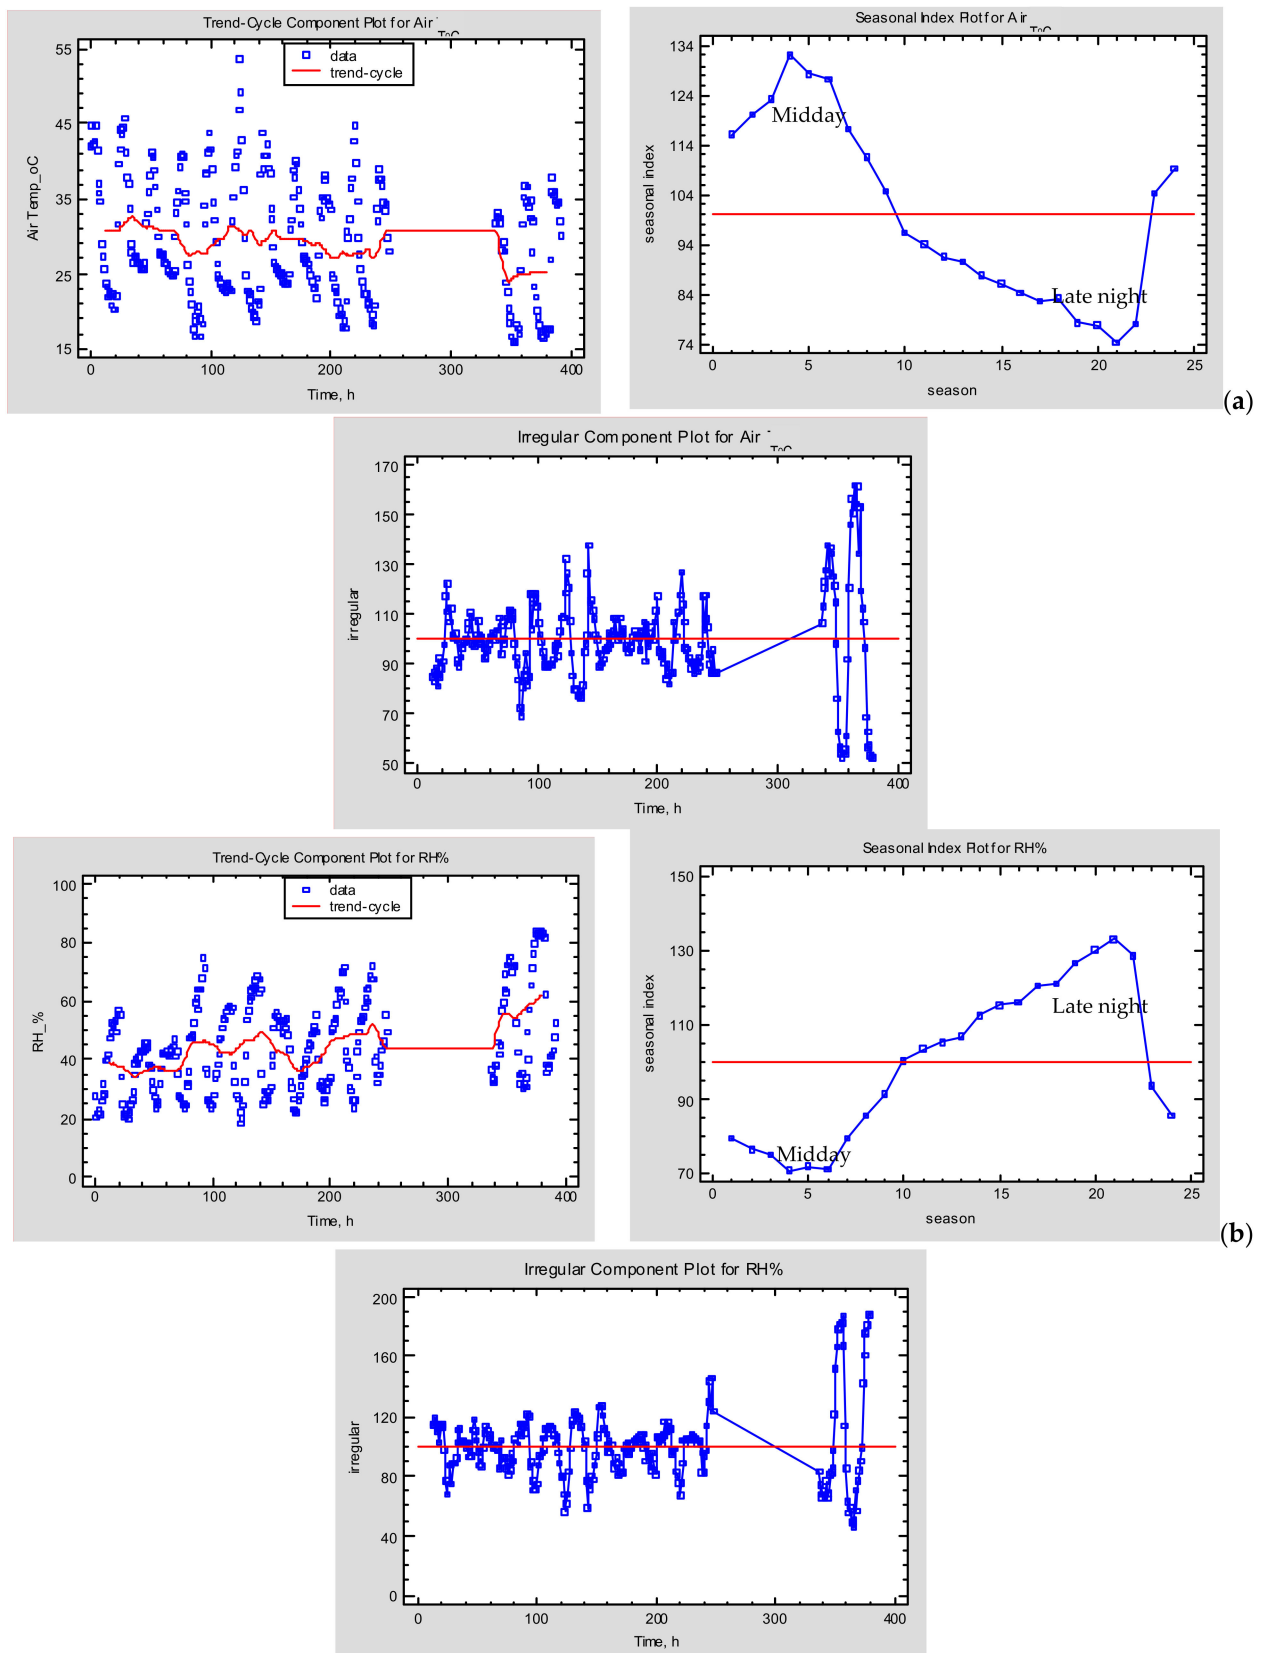 Trend-Cycle Component Plot for Air T°C
data
trend-cycle
55
45
35
25
15
Air Temp_oC
0 100 200 300 400
Time, h
Seasonal Index Plot for Air T°C
134
124
114
104
94
84
74
seasonal index
Midday
Late night
0 5 10 15 20 25
season
(a)
Irregular Component Plot for Air T°C
170
150
130
110
90
70
50
irregular
0 100 200 300 400
Time, h
Trend-Cycle Component Plot for RH%
data
trend-cycle
100
80
60
40
20
0
RH_%
0 100 200 300 400
Time, h
Seasonal Index Plot for RH%
150
130
110
90
70
seasonal index
Late night
Midday
0 5 10 15 20 25
season
(b)
Irregular Component Plot for RH%
200
160
120
80
40
0
irregular
0 100 200 300 400
Time, h